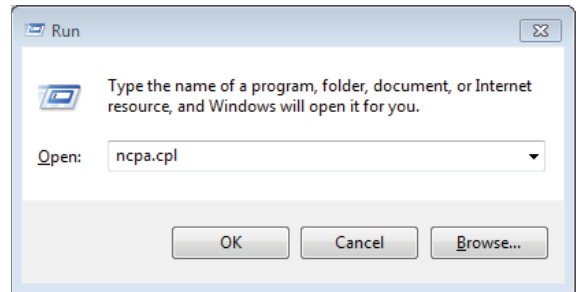 Run
Type the name of a program, folder, document, or Internet
resource, and Windows will open it for you.
Open: ncpa.cpl
OK Cancel Browse...